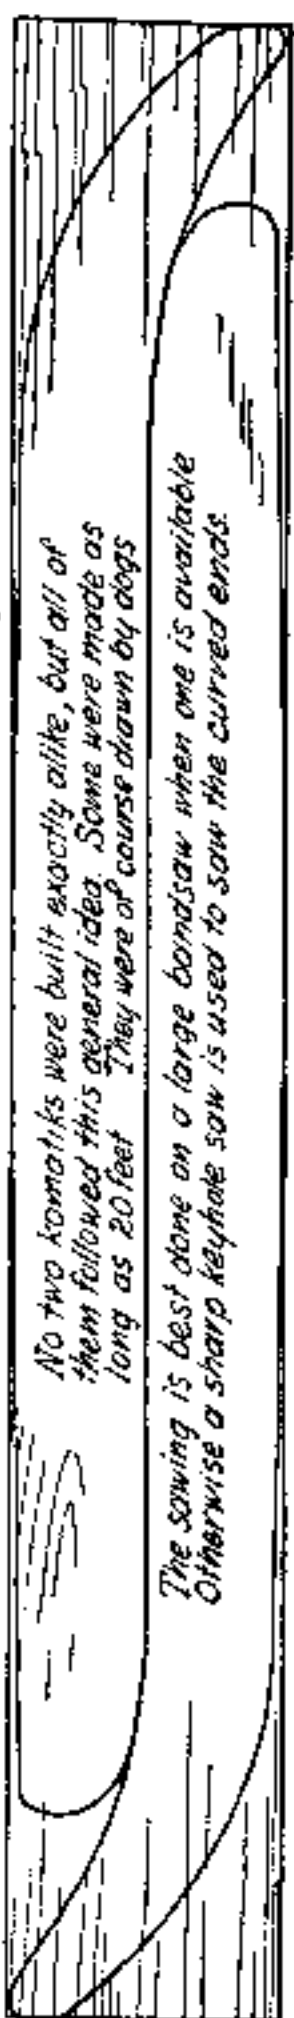 No two komatiks were built exactly alike, but all of
them followed this general idea. Some were made as
long as 20 feet They were of course drawn by dogs
The sawing is best done on a large bandsaw when one is available
Otherwise a sharp keyhole saw is used to saw the curved ends.